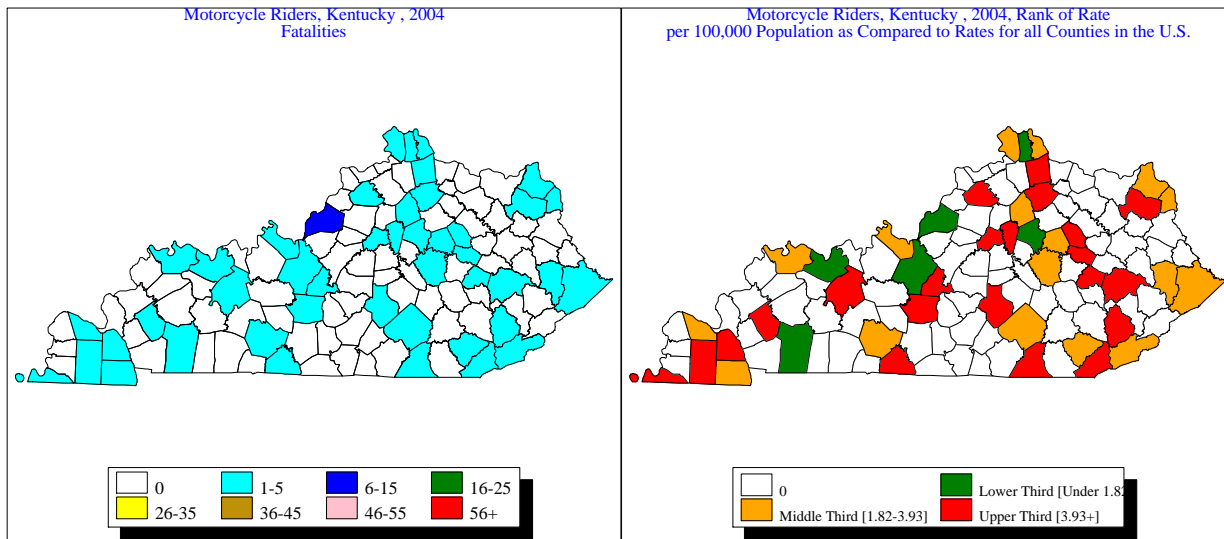 Motorcycle Riders, Kentucky , 2004
Fatalities
0
1-5
6-15
16-25
26-35
36-45
46-55
56+
Motorcycle Riders, Kentucky , 2004, Rank of Rate
per 100,000 Population as Compared to Rates for all Counties in the U.S.
0
Lower Third [Under 1.82
Middle Third [1.82-3.93]
Upper Third [3.93+]